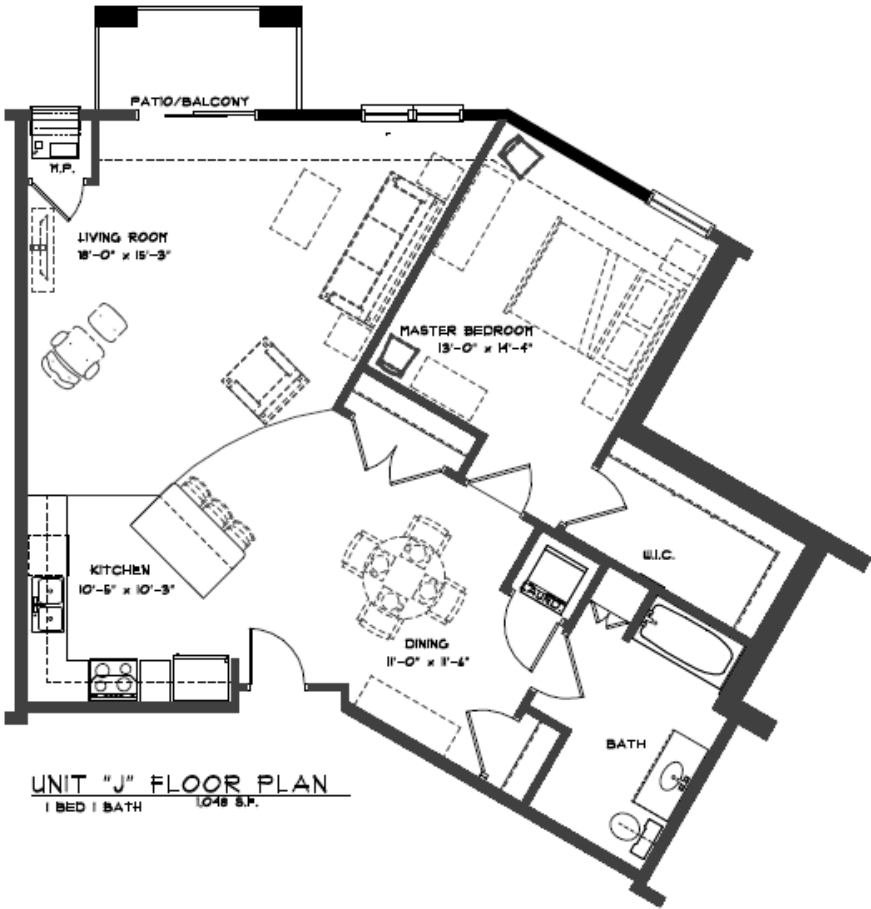 PATIO/BALCONY
LIVING ROOM
18'-0" x 15'-3"
MASTER BEDROOM
13'-0" x 14'-4"
KITCHEN
10'-5" x 10'-3"
W.I.C.
DINING
11'-0" x 11'-6"
BATH
UNIT "J" FLOOR PLAN
1 BED 1 BATH
1,048 S.F.